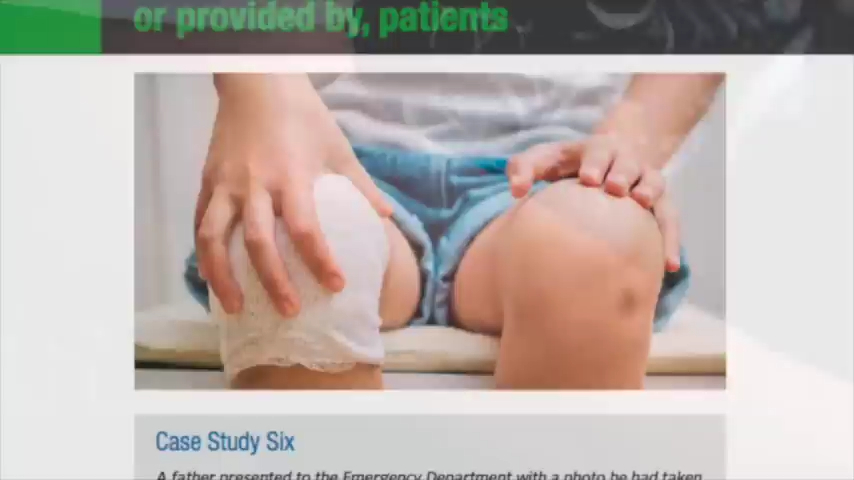 or provided by, patients
Case Study Six
A father presented to the Emergency Department with a photo he had taken